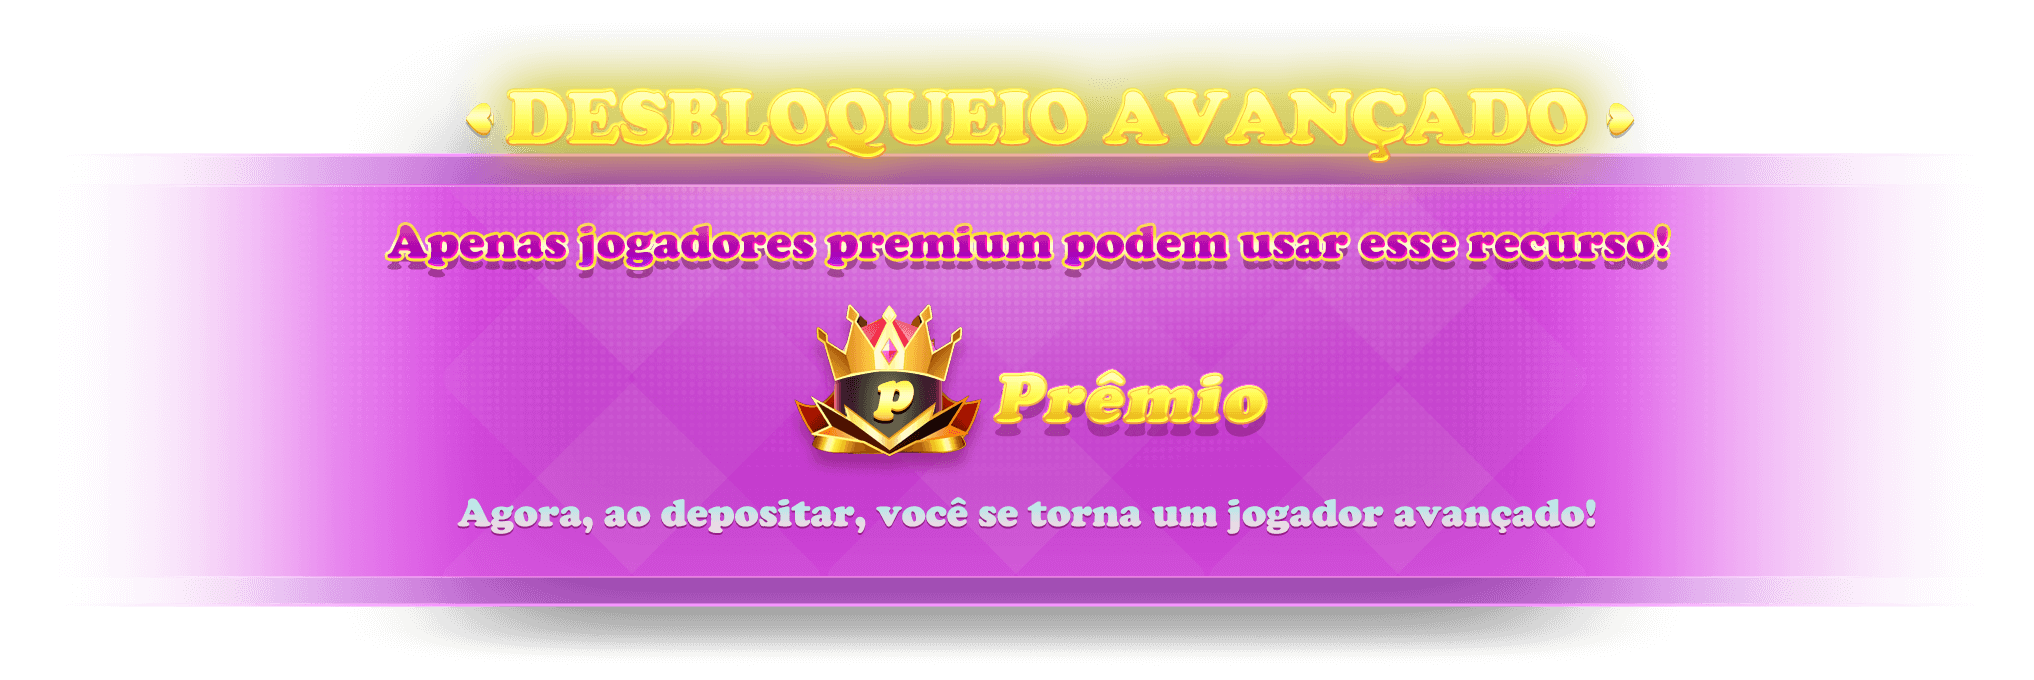 DESBLOQUEIO AVANÇADO
Apenas jogadores premium podem usar esse recurso!
p
Prêmio
Agora, ao depositar, você se torna um jogador avançado!